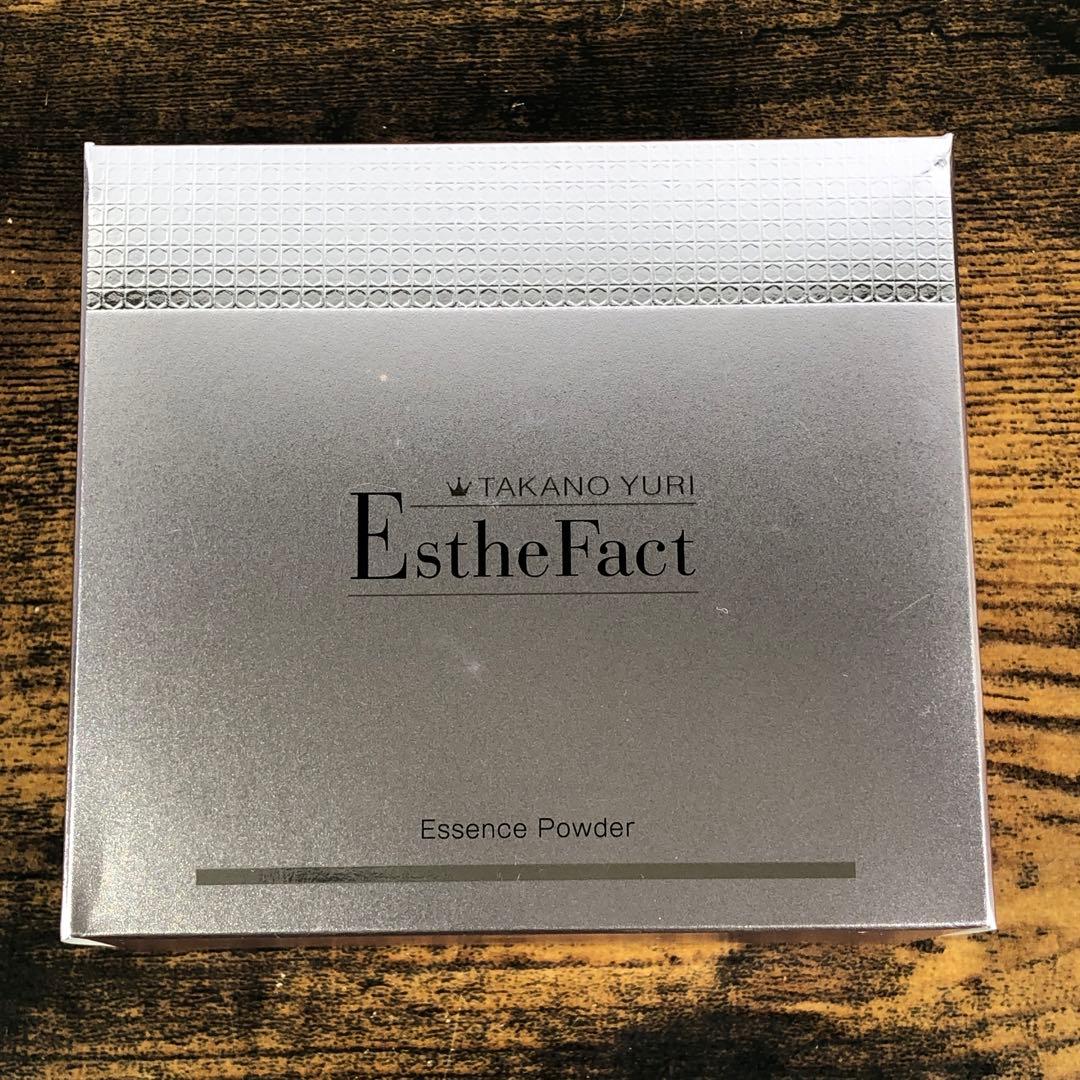 TAKANO YURI
EstheFact
Essence Powder